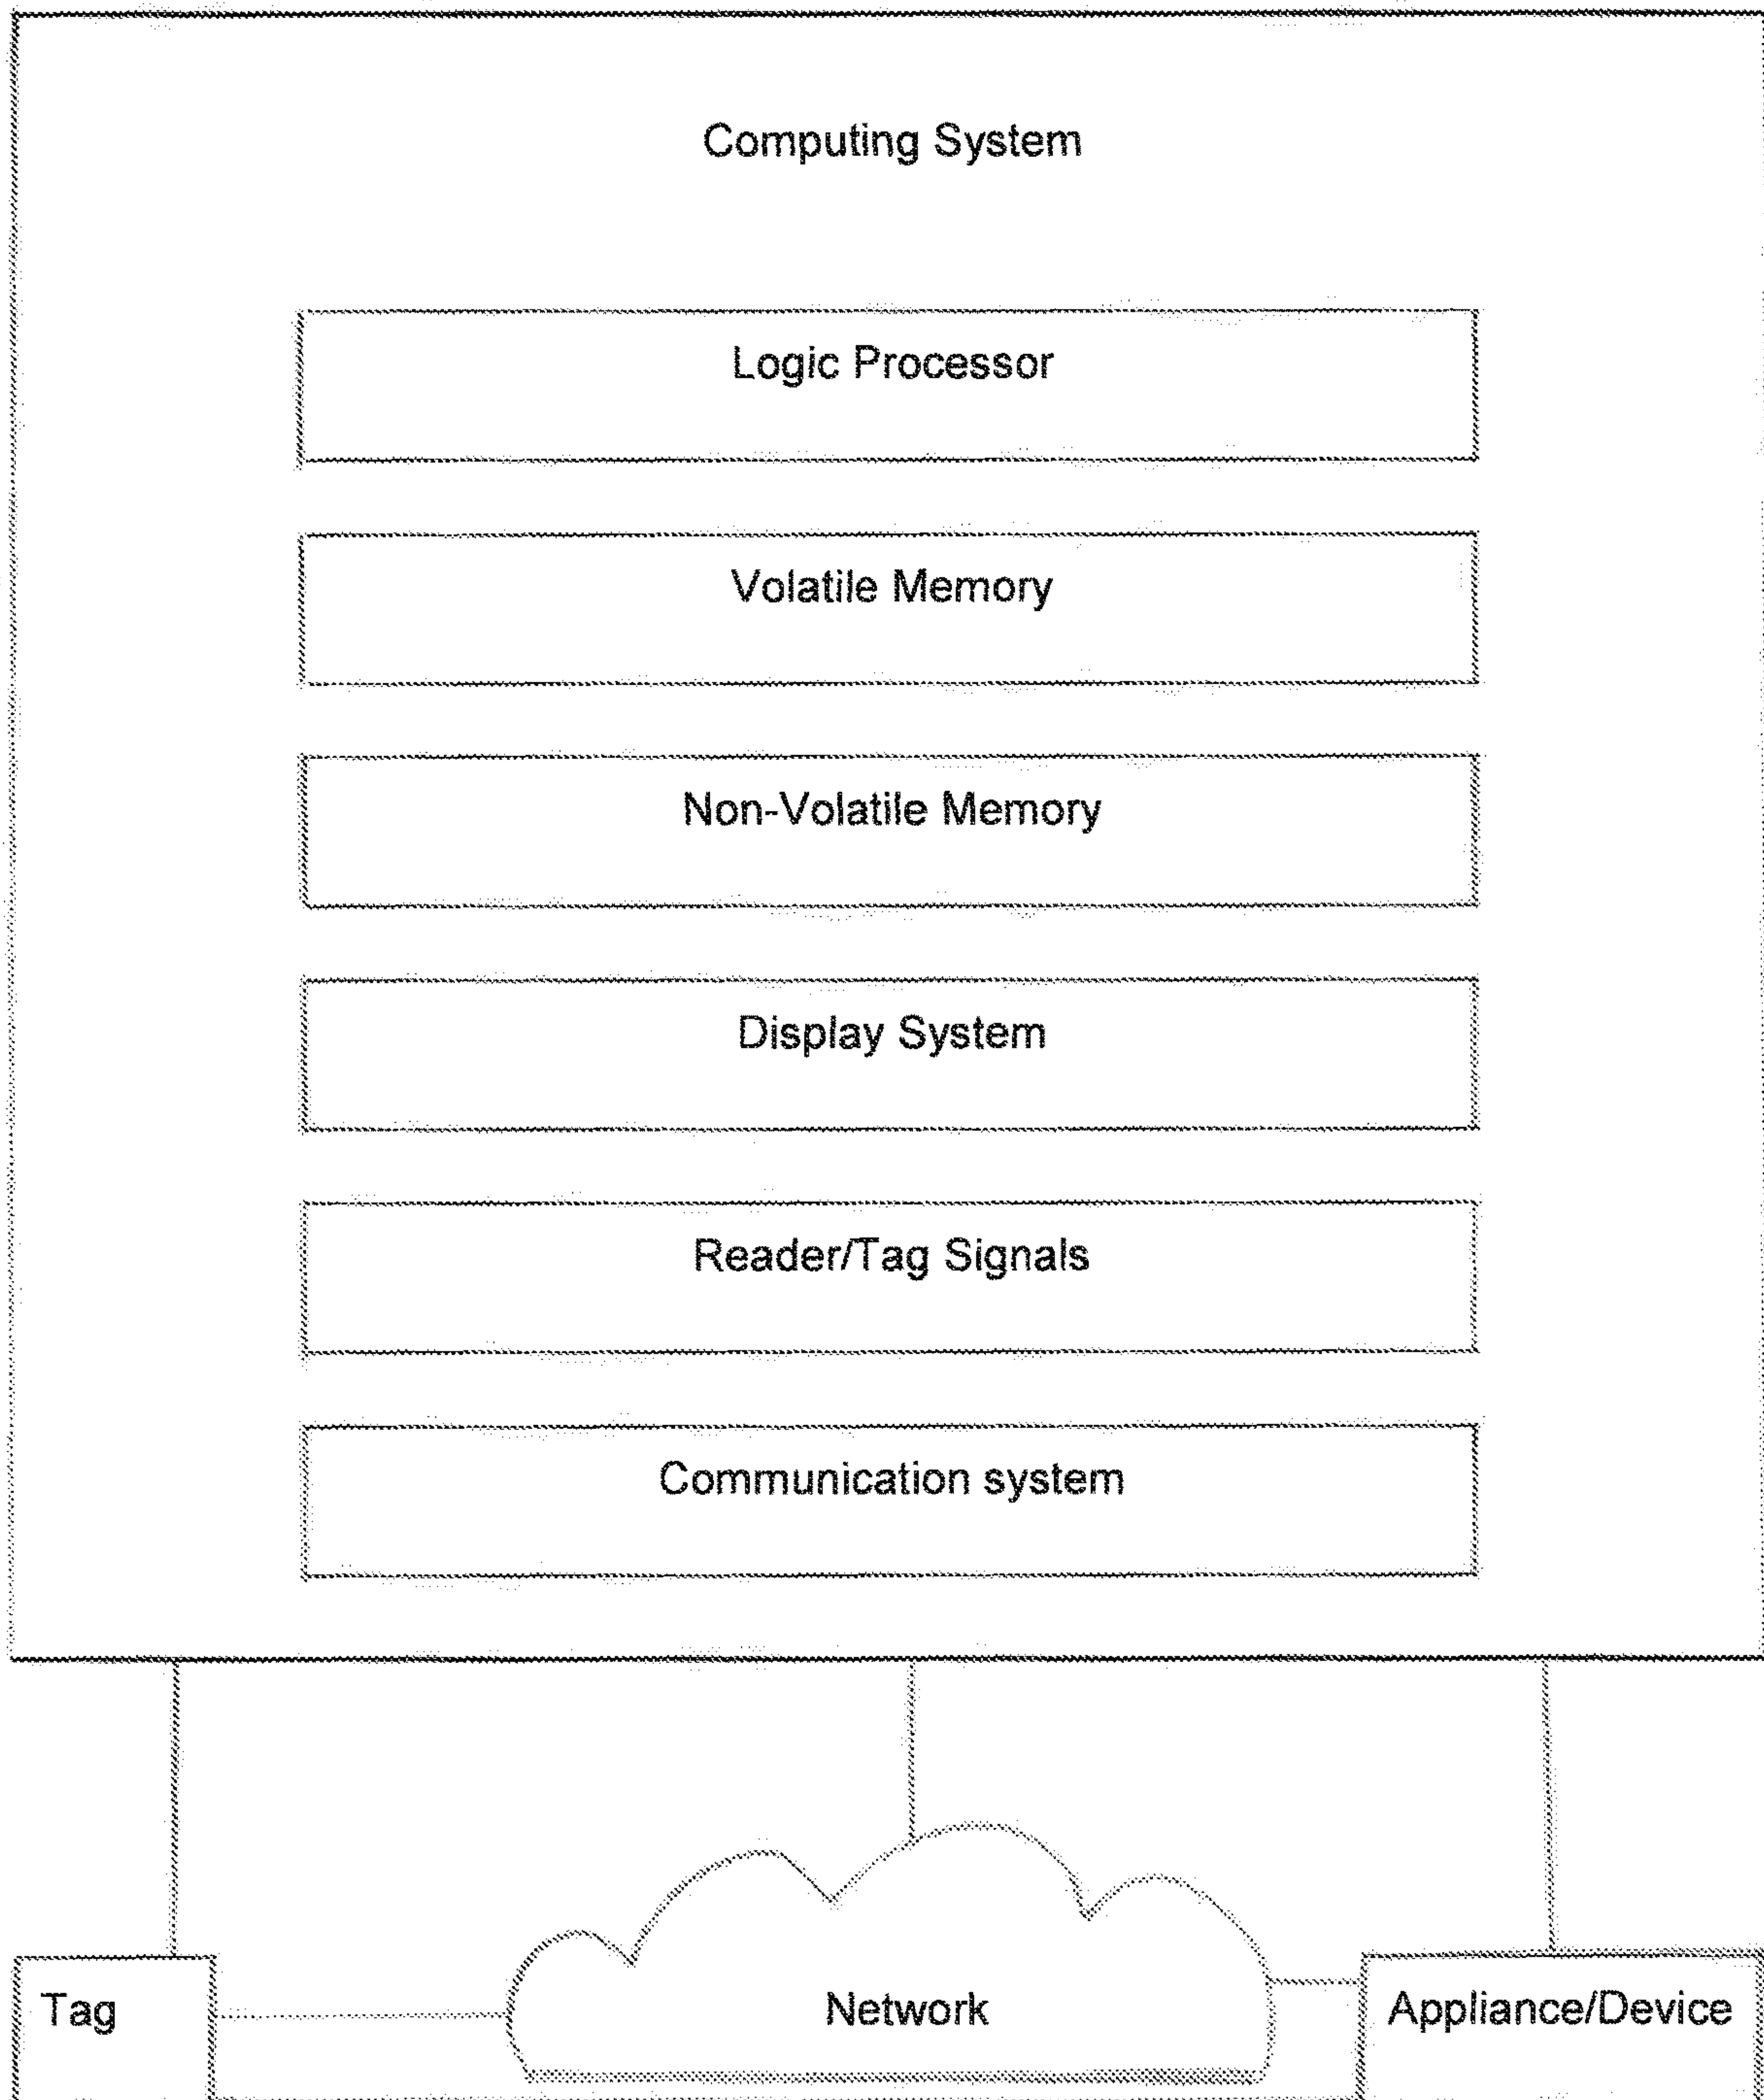 Computing System
Logic Processor
Volatile Memory
Non-Volatile Memory
Display System
Reader/Tag Signals
Communication system
Tag
Network
Appliance/Device